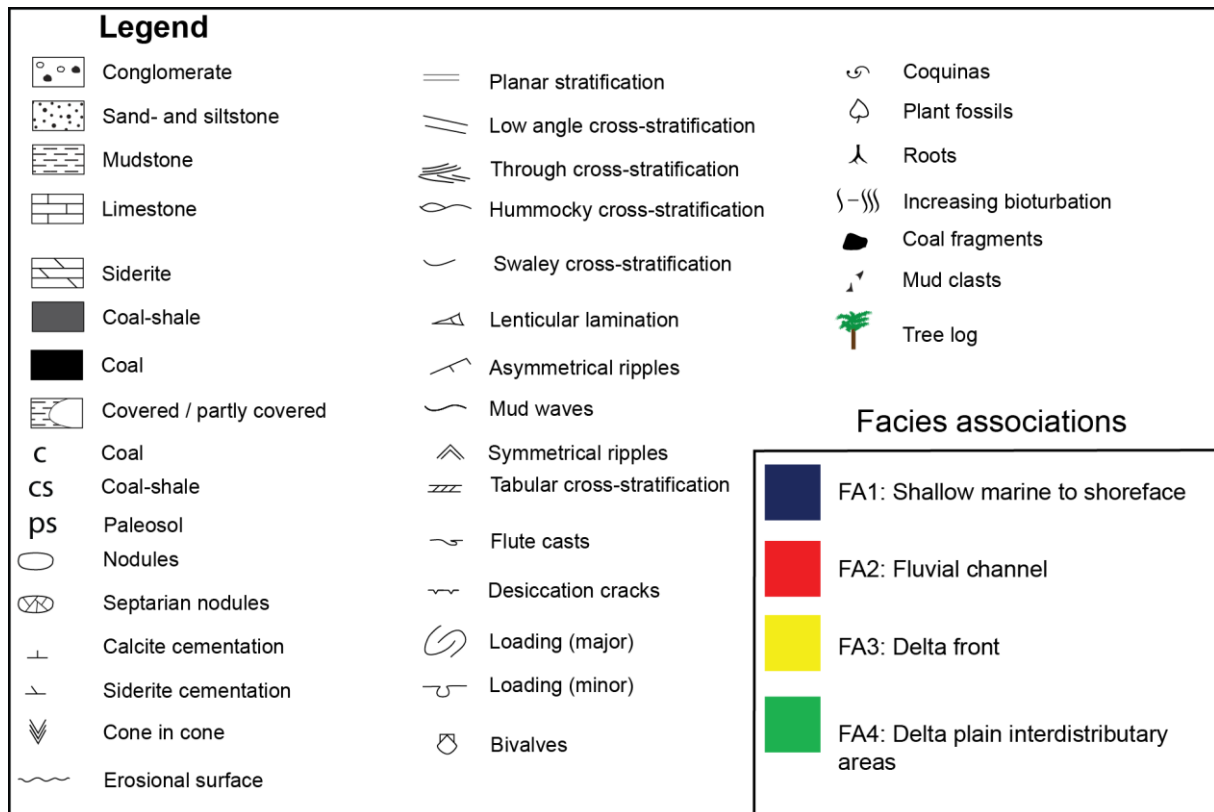 Legend
Conglomerate
Sand- and siltstone
Mudstone
Limestone
Siderite
Coal-shale
Coal
Covered / partly covered
c Coal
cs Coal-shale
ps Paleosol
Nodules
Septarian nodules
Calcite cementation
Siderite cementation
Cone in cone
Erosional surface
Planar stratification
Low angle cross-stratification
Through cross-stratification
Hummocky cross-stratification
Swaley cross-stratification
Lenticular lamination
Asymmetrical ripples
Mud waves
Symmetrical ripples
Tabular cross-stratification
Flute casts
Desiccation cracks
Loading (major)
Loading (minor)
Bivalves
Coquinas
Plant fossils
Roots
Increasing bioturbation
Coal fragments
Mud clasts
Tree log
Facies associations
FA1: Shallow marine to shoreface
FA2: Fluvial channel
FA3: Delta front
FA4: Delta plain interdistributary
areas